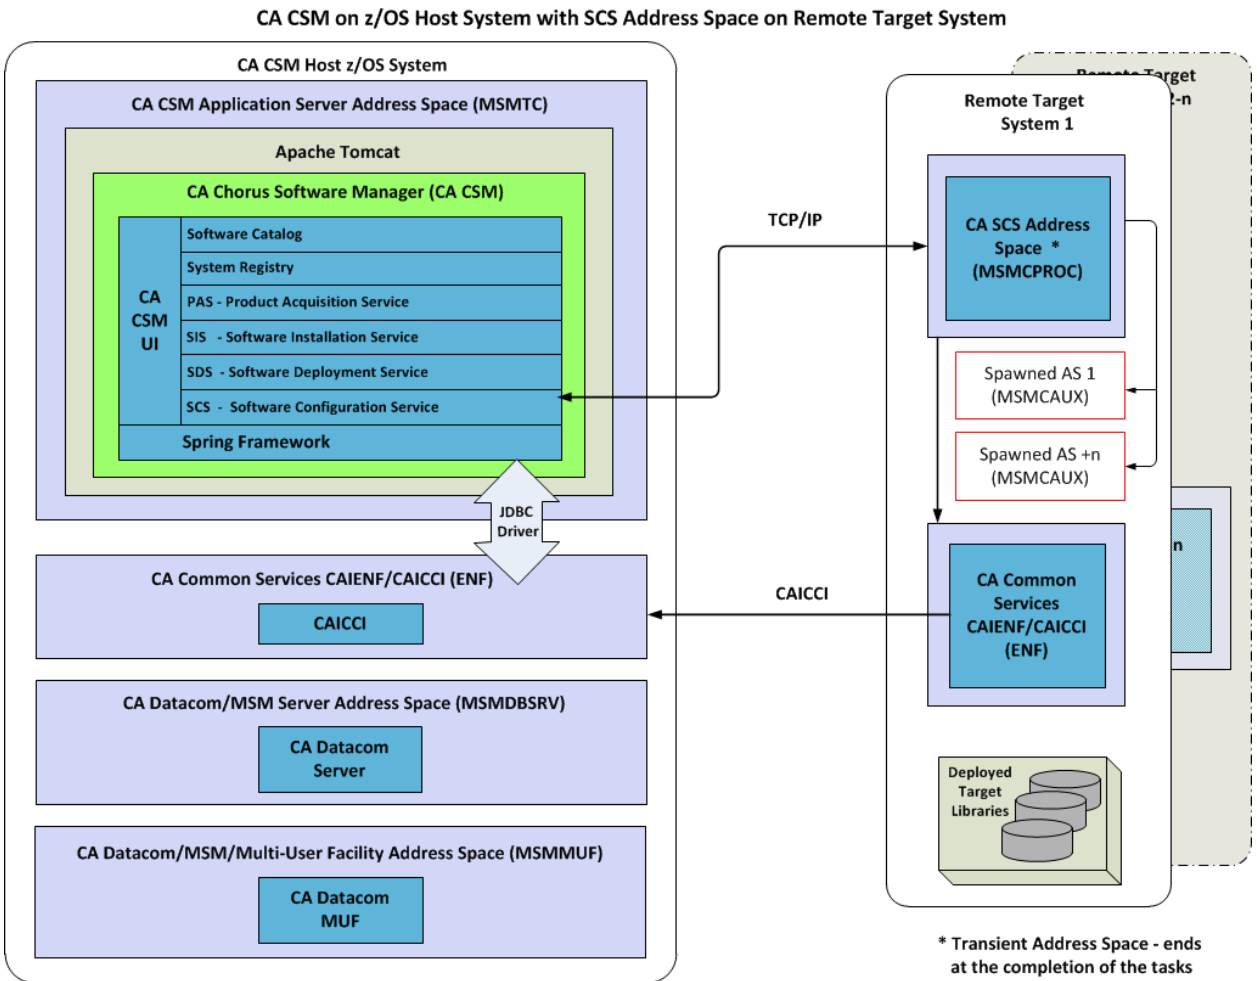 CA CSM on z/OS Host System with SCS Address Space on Remote Target System
CA CSM Host z/OS System
CA CSM Application Server Address Space (MSMTC)
Apache Tomcat
CA Chorus Software Manager (CA CSM)
CA
CSM
UI
Software Catalog
System Registry
PAS - Product Acquisition Service
SIS - Software Installation Service
SDS - Software Deployment Service
SCS - Software Configuration Service
Spring Framework
JDBC
Driver
CA Common Services CAIENF/CAICCI (ENF)
CAICCI
CA Datacom/MSM Server Address Space (MSMDBSRV)
CA Datacom
Server
CA Datacom/MSM/Multi-User Facility Address Space (MSMMUF)
CA Datacom
MUF
TCP/IP
CAICCI
Remote Target
System 1
CA SCS Address
Space *
(MSMCPROC)
Spawned AS 1
(MSMCAUX)
Spawned AS +n
(MSMCAUX)
CA Common
Services
CAIENF/CAICCI
(ENF)
Deployed
Target
Libraries
Remote Target
2-n
n
* Transient Address Space - ends
at the completion of the tasks